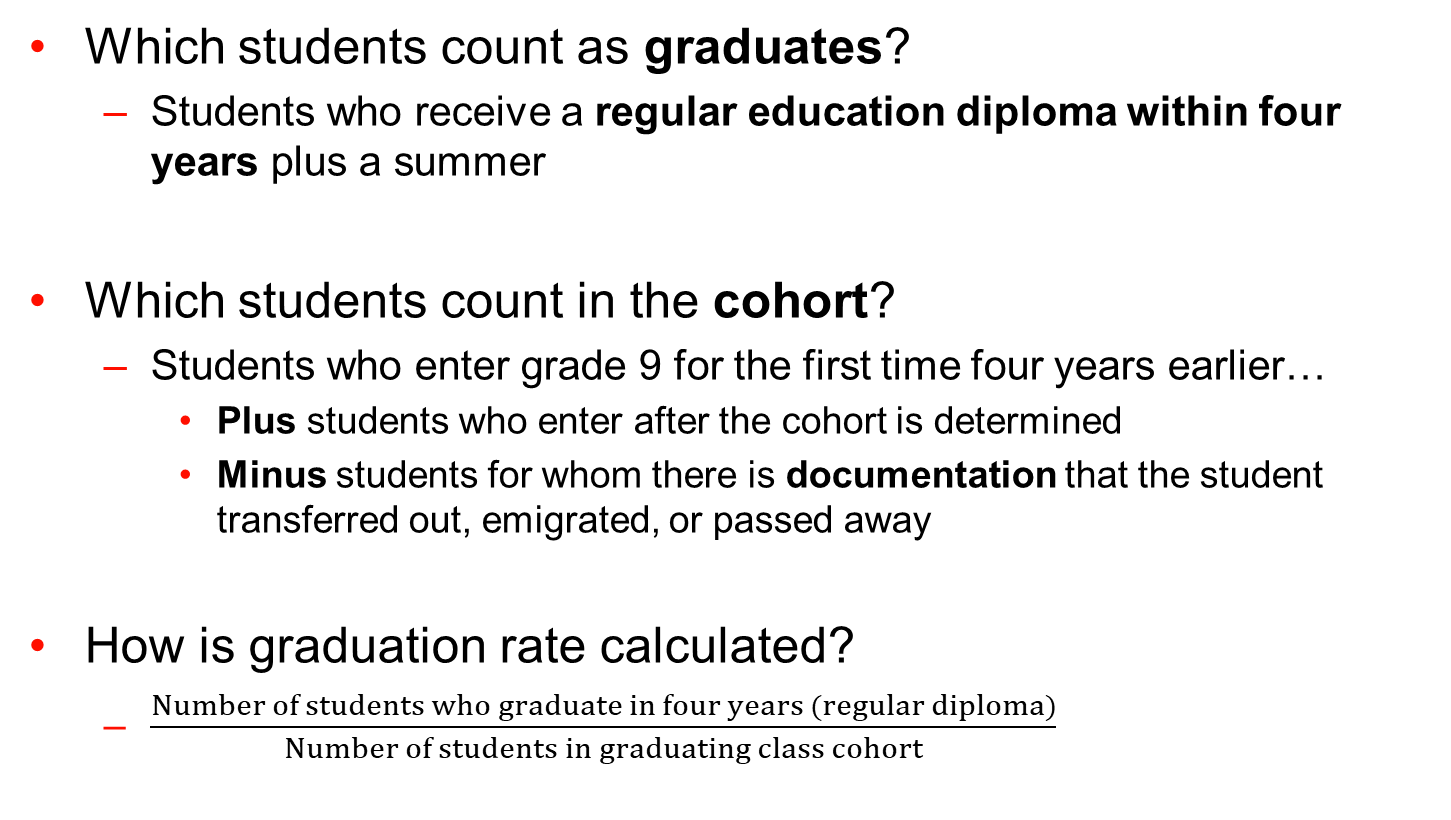 • Which students count as graduates?
– Students who receive a regular education diploma within four
years plus a summer
• Which students count in the cohort?
– Students who enter grade 9 for the first time four years earlier…
• Plus students who enter after the cohort is determined
• Minus students for whom there is documentation that the student
transferred out, emigrated, or passed away
• How is graduation rate calculated?
– Number of students who graduate in four years (regular diploma)
Number of students in graduating class cohort